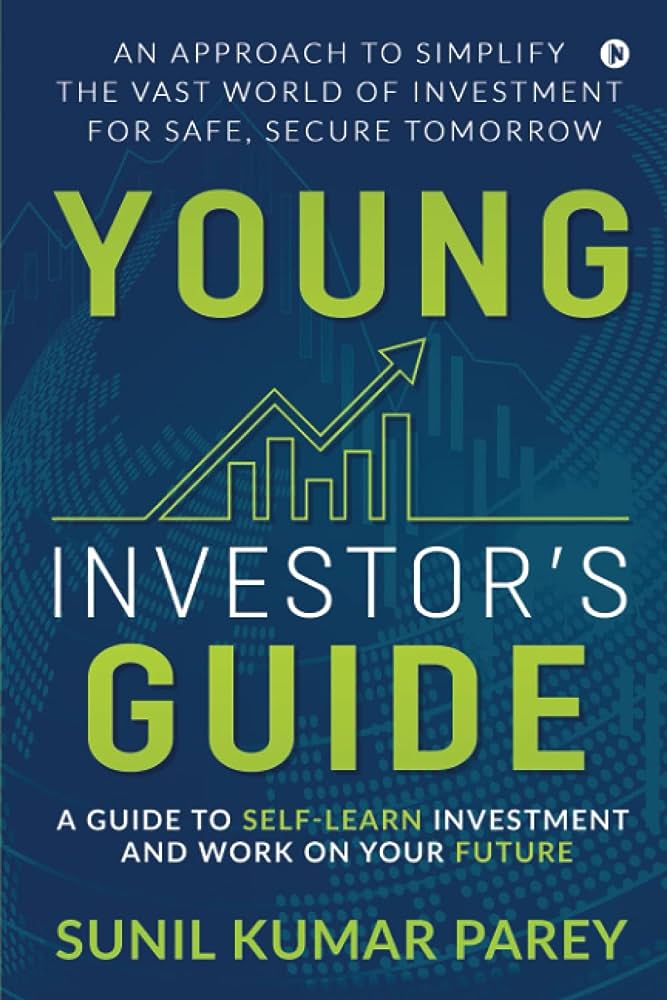 AN APPROACH TO SIMPLIFY
THE VAST WORLD OF INVESTMENT
FOR SAFE, SECURE TOMORROW
YOUNG
INVESTOR'S
GUIDE
A GUIDE TO SELF-LEARN INVESTMENT
AND WORK ON YOUR FUTURE
SUNIL KUMAR PAREY